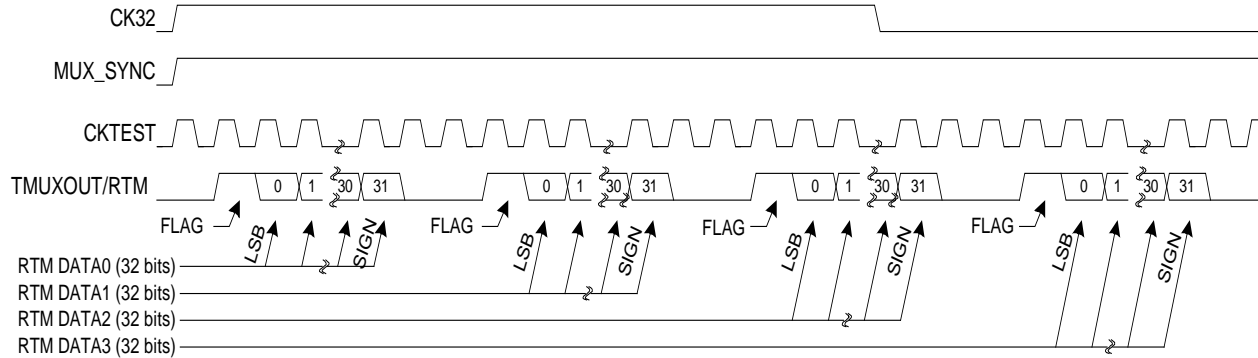 CK32
MUX_SYNC
CKTEST
TMUXOUT/RTM
0 1 30 31 0 1 30 31 0 1 30 31 0 1 30 31
FLAG FLAG FLAG FLAG
LSB SIGN LSB SIGN LSB SIGN LSB SIGN
RTM DATA0 (32 bits)
RTM DATA1 (32 bits)
RTM DATA2 (32 bits)
RTM DATA3 (32 bits)